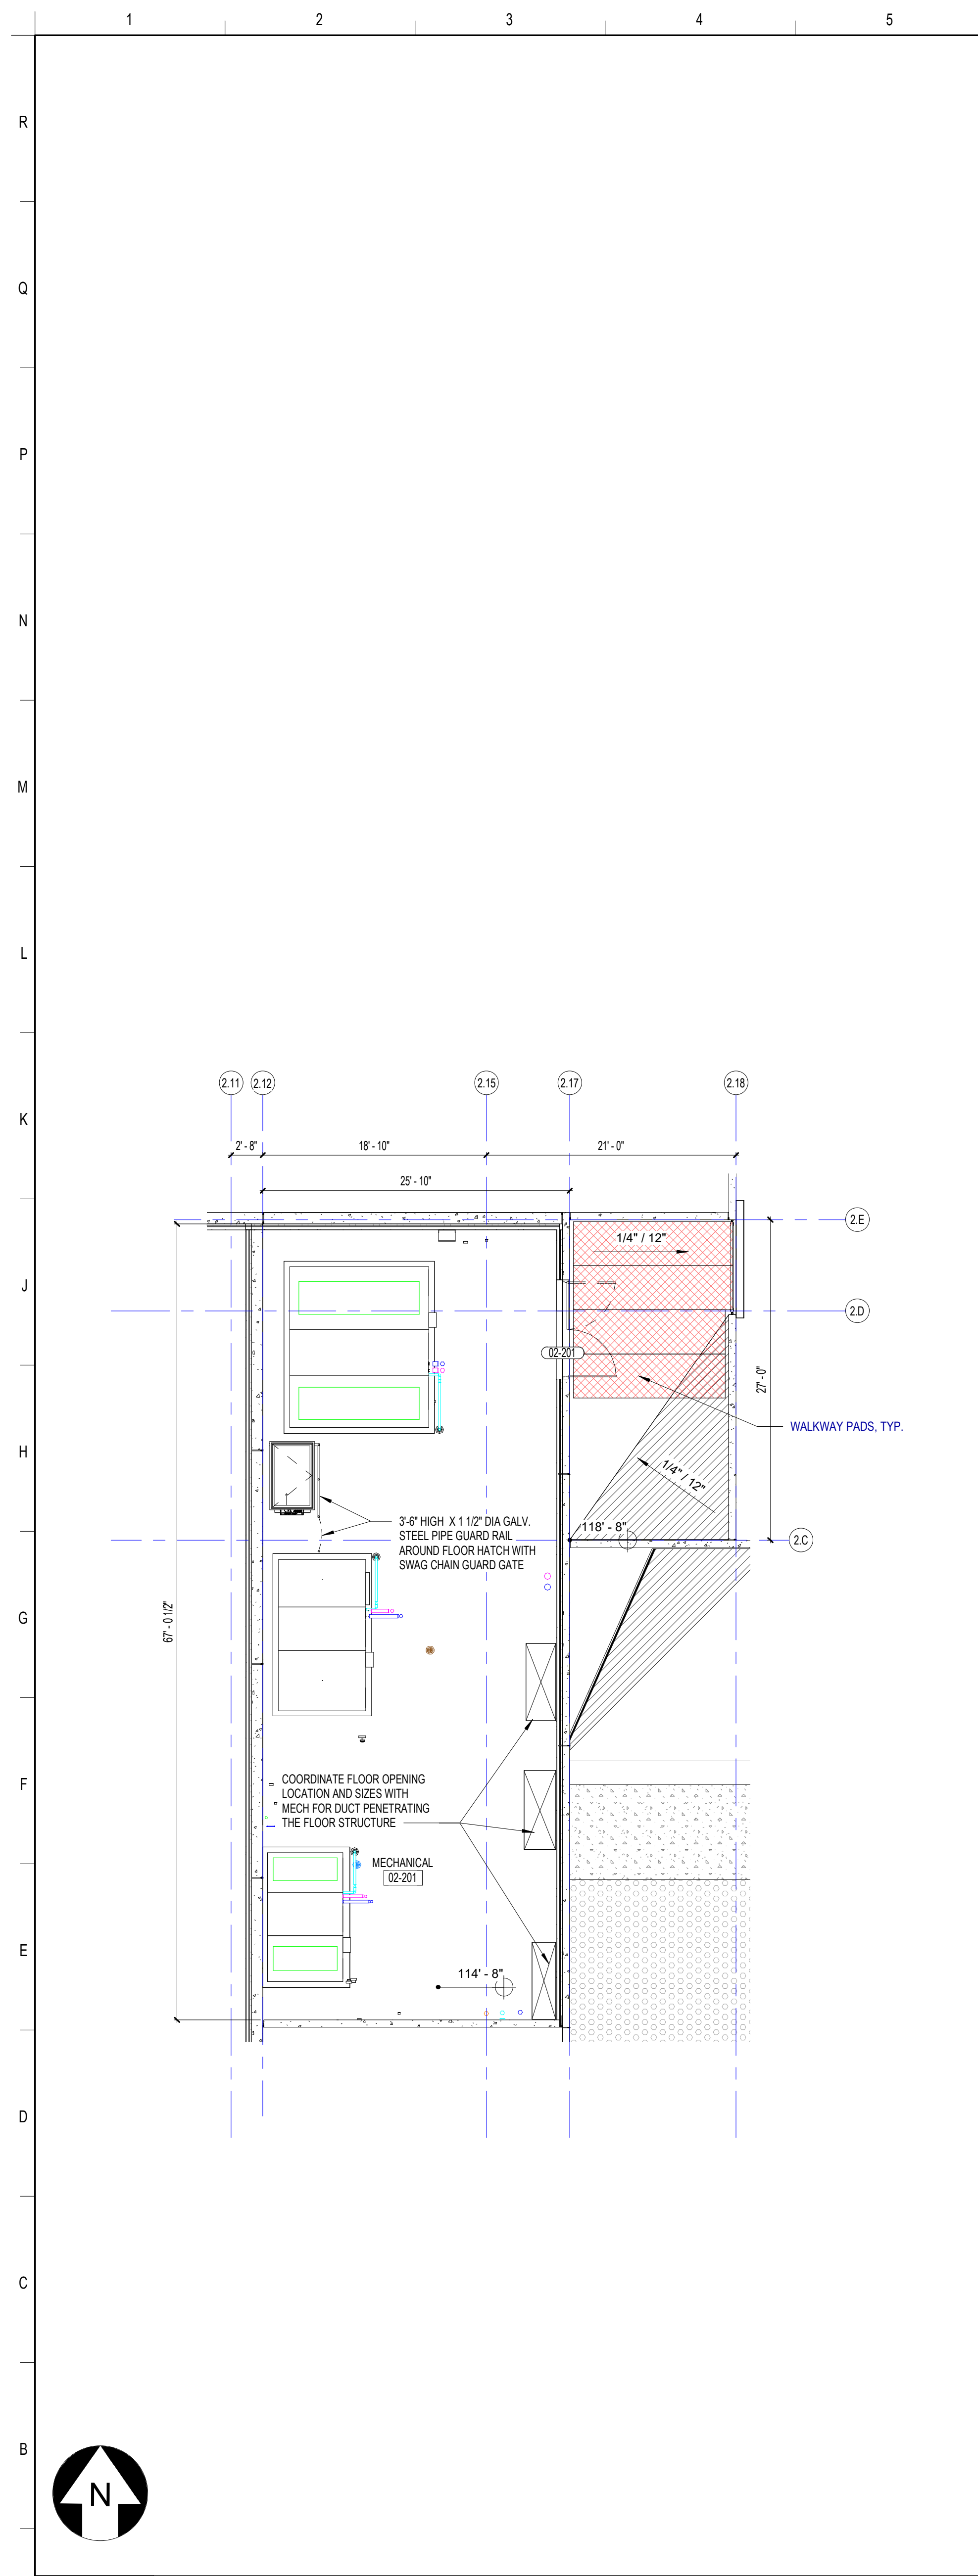 1 2 3 4 5
R
Q
P
N
M
L
K
J
H
G
F
E
D
C
B
2.11 2.12 2.15 2.17 2.18
2' - 8" 18' - 10" 21' - 0"
25' - 10"
2.E
1/4" / 12"
2.D
02-201
27' - 0"
WALKWAY PADS, TYP.
1/4" / 12"
3'-6" HIGH X 1 1/2" DIA GALV.
STEEL PIPE GUARD RAIL
AROUND FLOOR HATCH WITH
SWAG CHAIN GUARD GATE
118' - 8"
2.C
67' - 0 1/2"
COORDINATE FLOOR OPENING
LOCATION AND SIZES WITH
MECH FOR DUCT PENETRATING
THE FLOOR STRUCTURE
MECHANICAL
02-201
114' - 8"
N